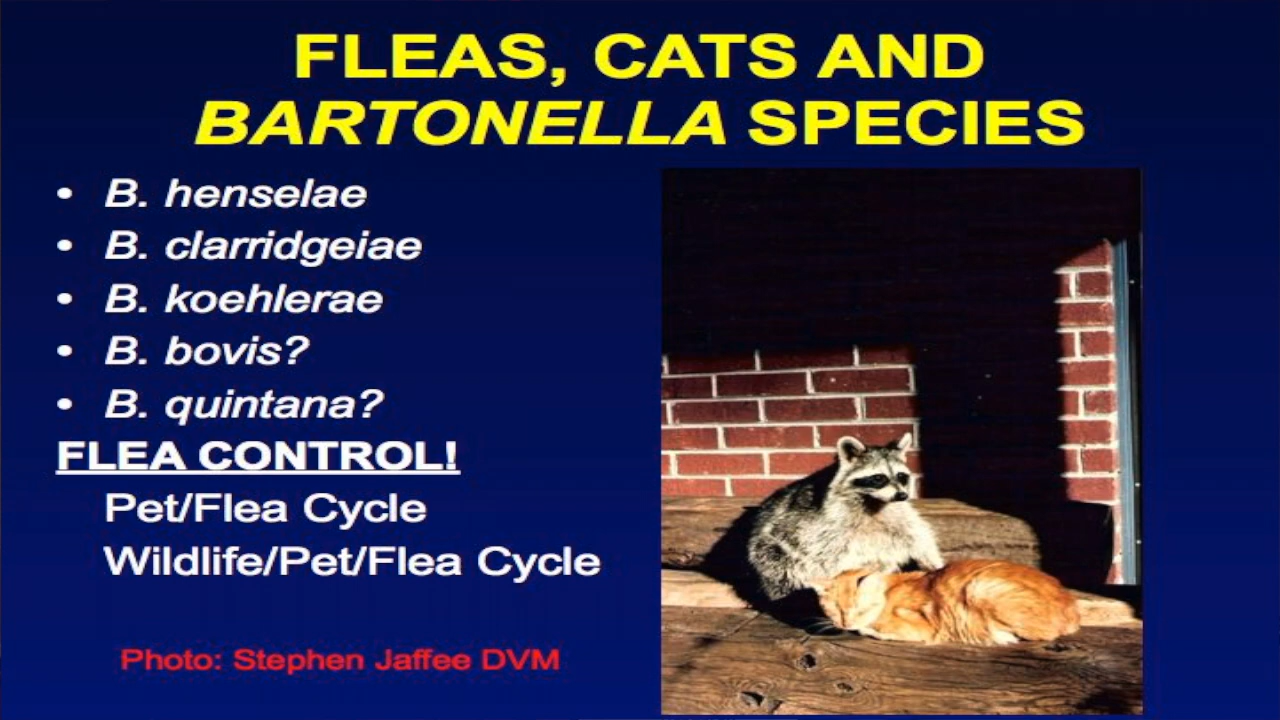 FLEAS, CATS AND
BARTONELLA SPECIES
• B. henselae
• B. clarridgeiae
• B. koehlerae
• B. bovis?
• B. quintana?
FLEA CONTROL!
Pet/Flea Cycle
Wildlife/Pet/Flea Cycle
Photo: Stephen Jaffee DVM